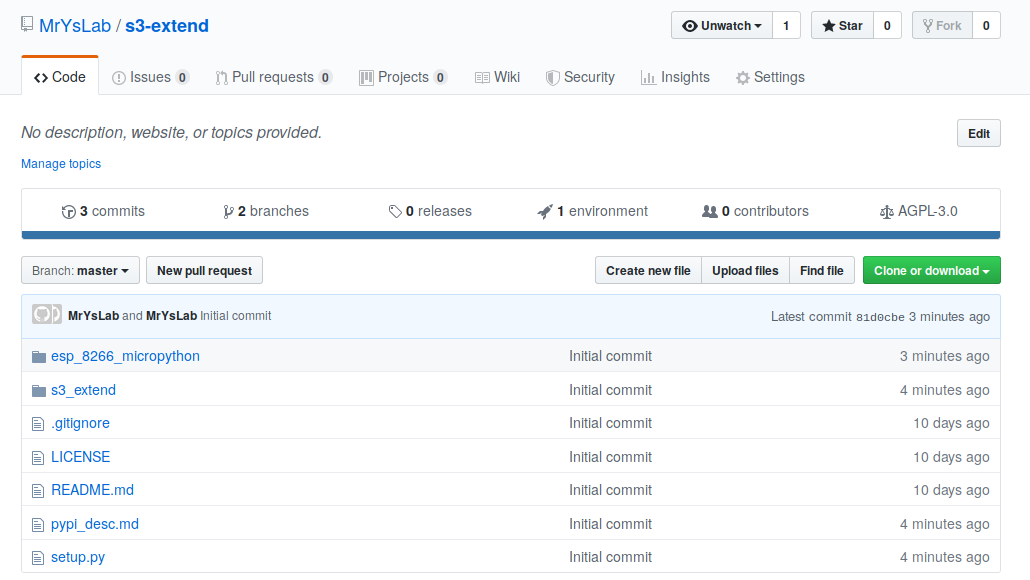 MrYsLab / s3-extend Unwatch 1 Star 0 Fork 0
Code Issues 0 Pull requests 0 Projects 0 Wiki Security Insights Settings
No description, website, or topics provided. Edit
Manage topics
3 commits 2 branches 0 releases 1 environment 0 contributors AGPL-3.0
Branch: master New pull request Create new file Upload files Find file Clone or download
MrYsLab and MrYsLab Initial commit Latest commit 81d0cbe 3 minutes ago
esp_8266_micropython Initial commit 3 minutes ago
s3_extend Initial commit 4 minutes ago
.gitignore Initial commit 10 days ago
LICENSE Initial commit 10 days ago
README.md Initial commit 10 days ago
pypi_desc.md Initial commit 4 minutes ago
setup.py Initial commit 4 minutes ago